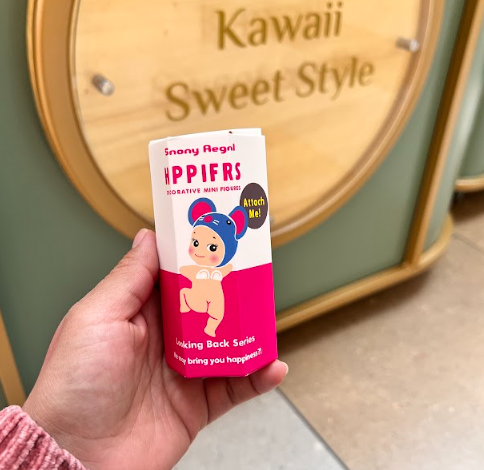 Kawaii
Sweet Style
Snony Aegnl
HPPIFRS
DECORATIVE MINI FIGURES
Attach
Me!
Looking Back Series
may bring you happiness